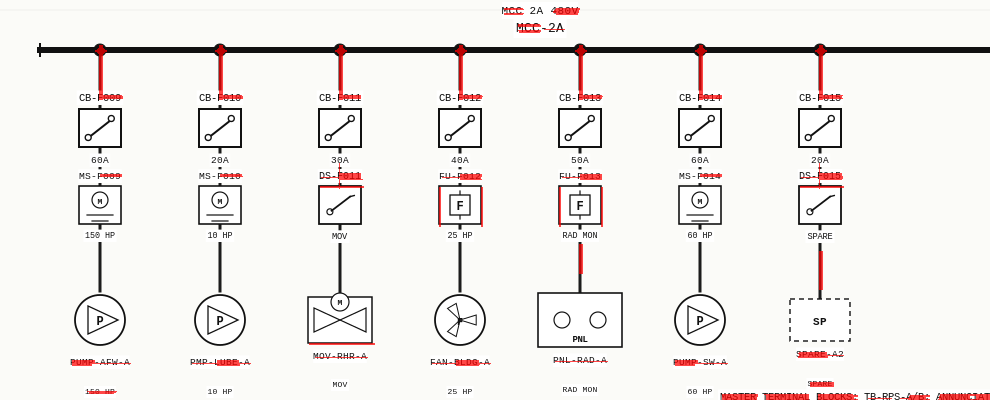 MCC 2A 480V
MCC-2A
CB-F009 CB-F010 CB-F011 CB-F012 CB-F013 CB-F014 CB-F015
60A 20A 30A 40A 50A 60A 20A
MS-F009 MS-F010 DS-F011 FU-F012 FU-F013 MS-F014 DS-F015
M M F F M
150 HP 10 HP MOV 25 HP RAD MON 60 HP SPARE
M
P P P SP
PNL
PUMP-AFW-A PMP-LUBE-A MOV-RHR-A FAN-BLDG-A PNL-RAD-A PUMP-SW-A SPARE-A2
150 HP 10 HP MOV 25 HP RAD MON 60 HP SPARE
MASTER TERMINAL BLOCKS: TB-RPS-A/B: ANNUNCIAT